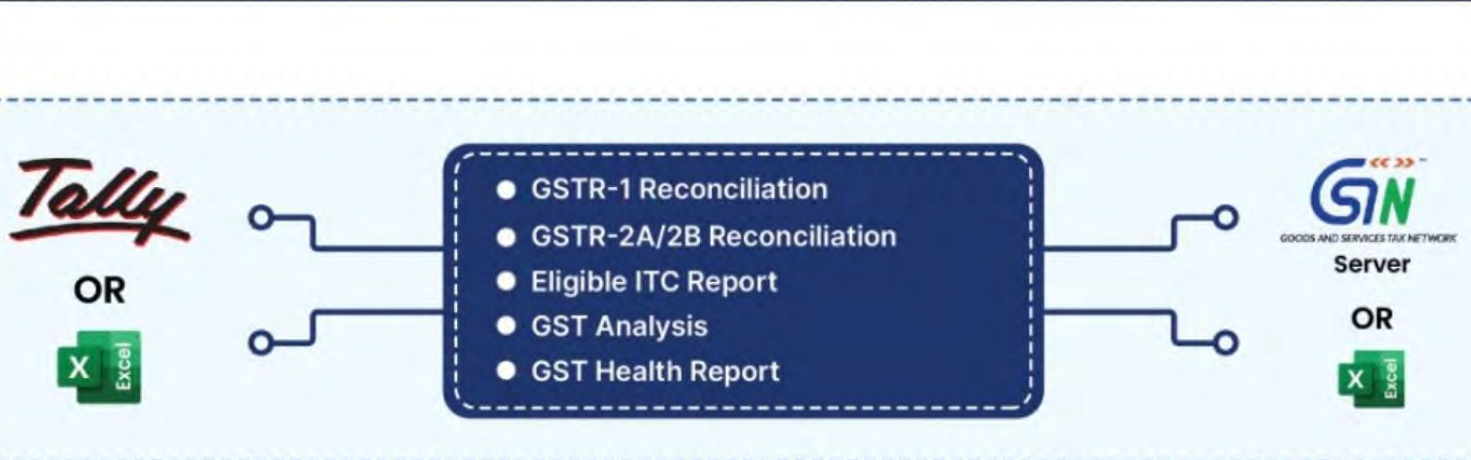 Tally
OR
X Excel
GSTR-1 Reconciliation
GSTR-2A/2B Reconciliation
Eligible ITC Report
GST Analysis
GST Health Report
GSTN
GOODS AND SERVICES TAX NETWORK
Server
OR
X Excel